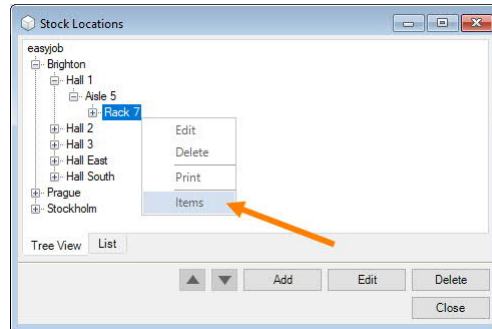 Stock Locations
easyjob
Brighton
Hall 1
Aisle 5
Rack 7
Hall 2
Hall 3
Hall East
Hall South
Prague
Stockholm
Edit
Delete
Print
Items
Tree View List
Add Edit Delete
Close